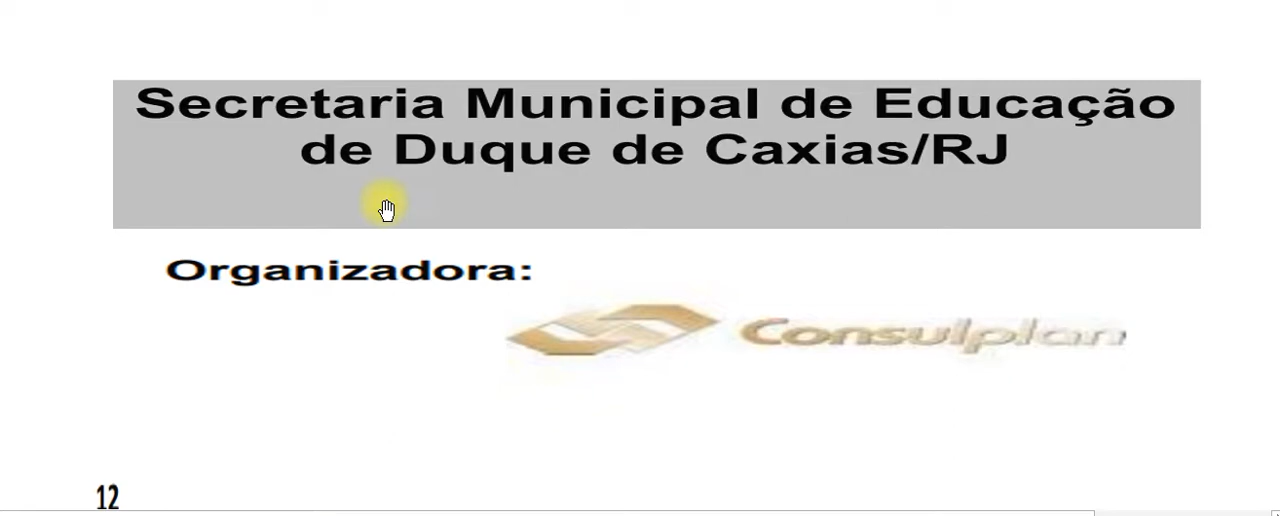 Secretaria Municipal de Educação
de Duque de Caxias/RJ
Organizadora:
Consulplan
12